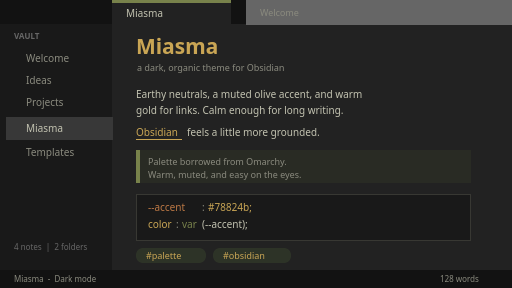 Miasma
Welcome
VAULT
Welcome
Ideas
Projects
Miasma
Templates
4 notes | 2 folders
Miasma
a dark, organic theme for Obsidian
Earthy neutrals, a muted olive accent, and warm
gold for links. Calm enough for long writing.
Obsidian feels a little more grounded.
Palette borrowed from Omarchy.
Warm, muted, and easy on the eyes.
--accent : #78824b;
color : var (--accent);
#palette #obsidian
Miasma - Dark mode
128 words